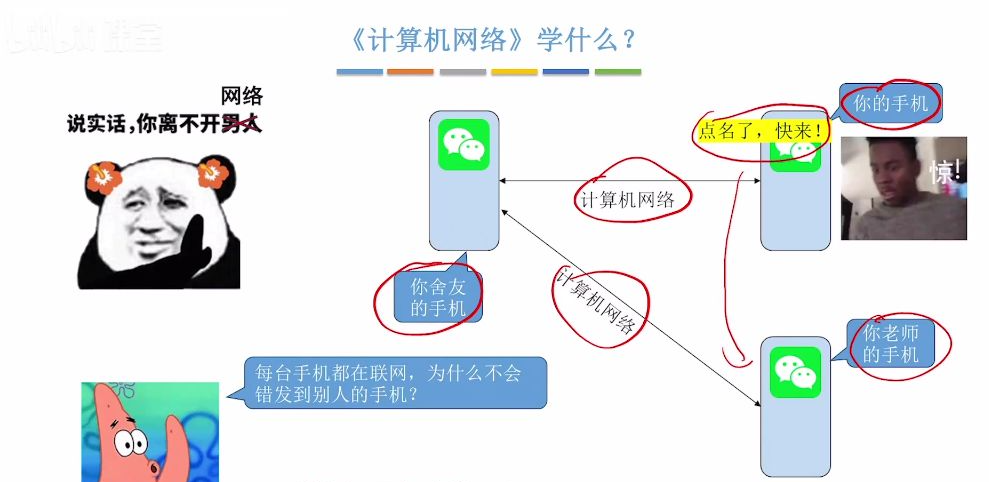 课堂
《计算机网络》学什么？
网络
说实话，你离不开男人
你的手机
点名了，快来！
惊！
计算机网络
你舍友
的手机
计算机网络
你老师
的手机
每台手机都在联网，为什么不会
错发到别人的手机？